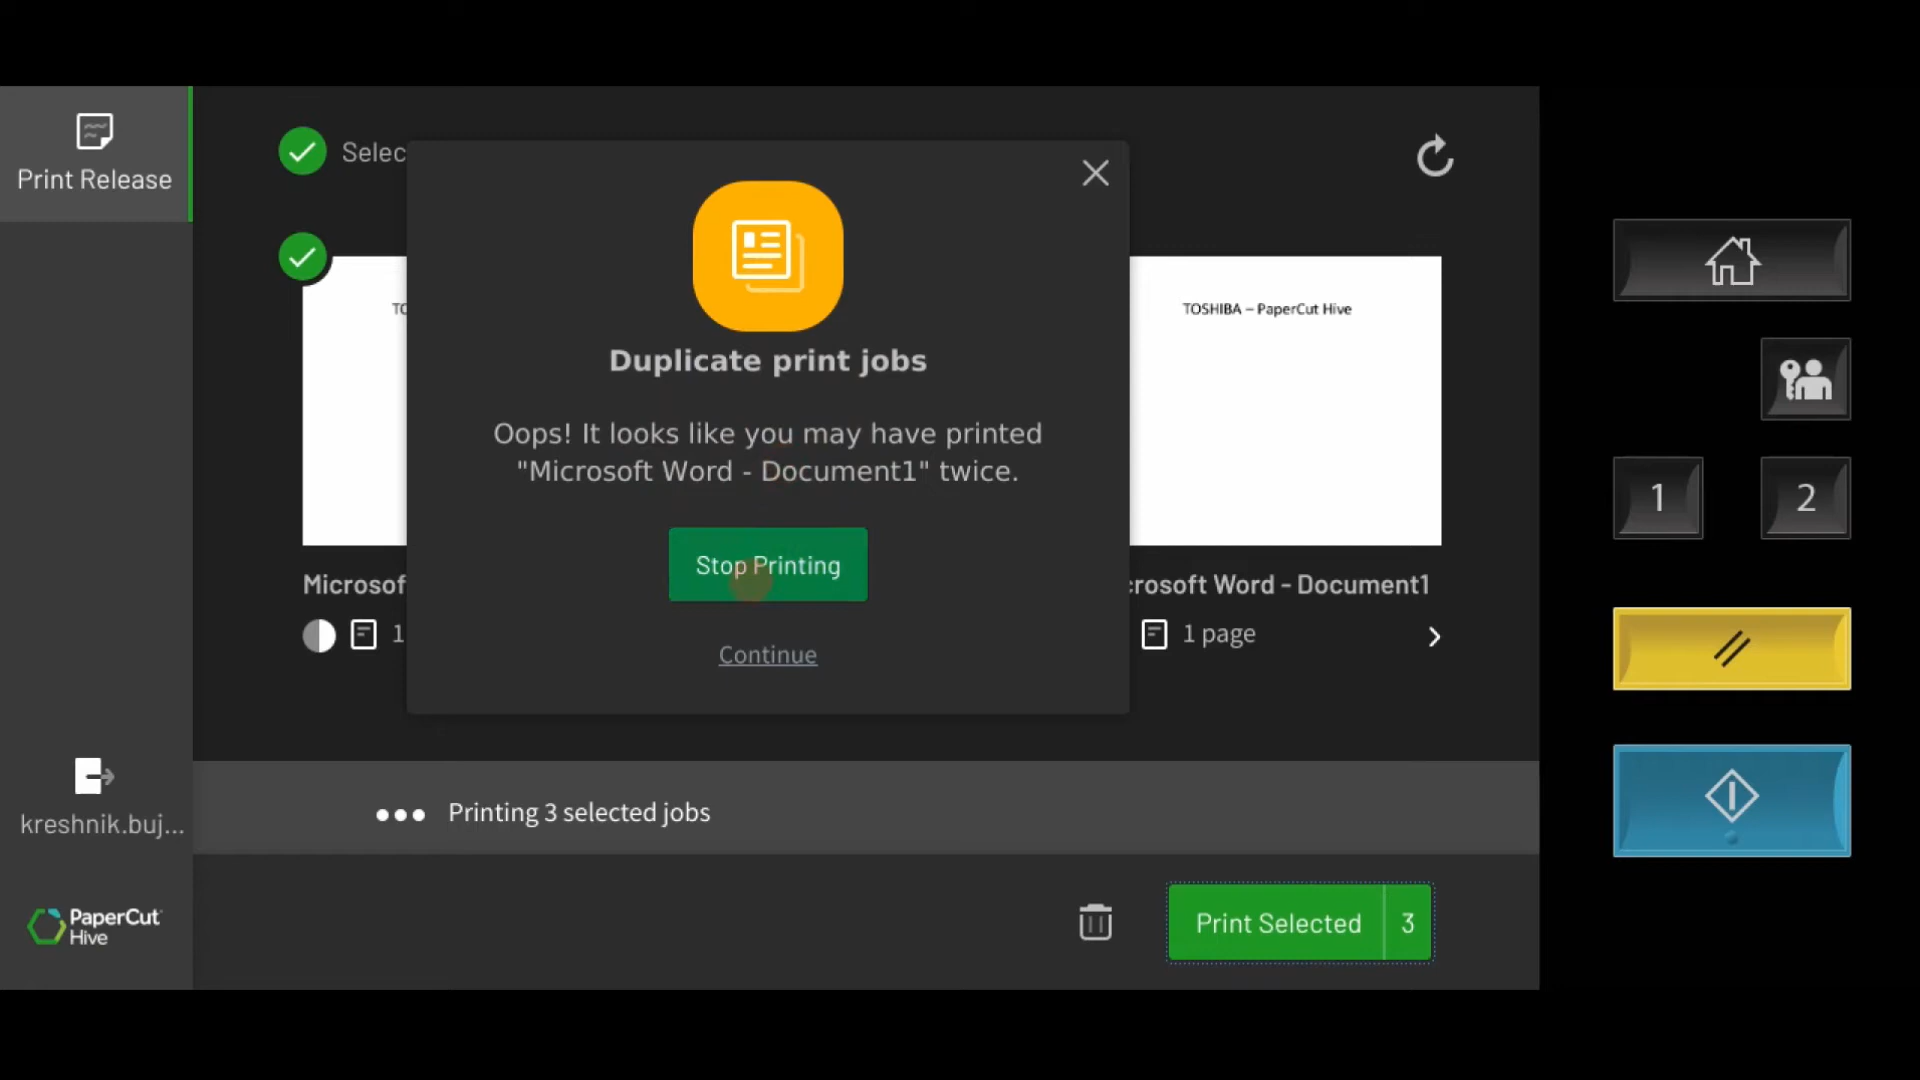 Print Release
Selec
TO
TOSHIBA – PaperCut Hive
Duplicate print jobs
Oops! It looks like you may have printed
"Microsoft Word - Document1" twice.
Stop Printing
Continue
Microsof
1
crosoft Word - Document1
1 page
1
2
kreshnik.buj...
Printing 3 selected jobs
PaperCut
Hive
Print Selected 3